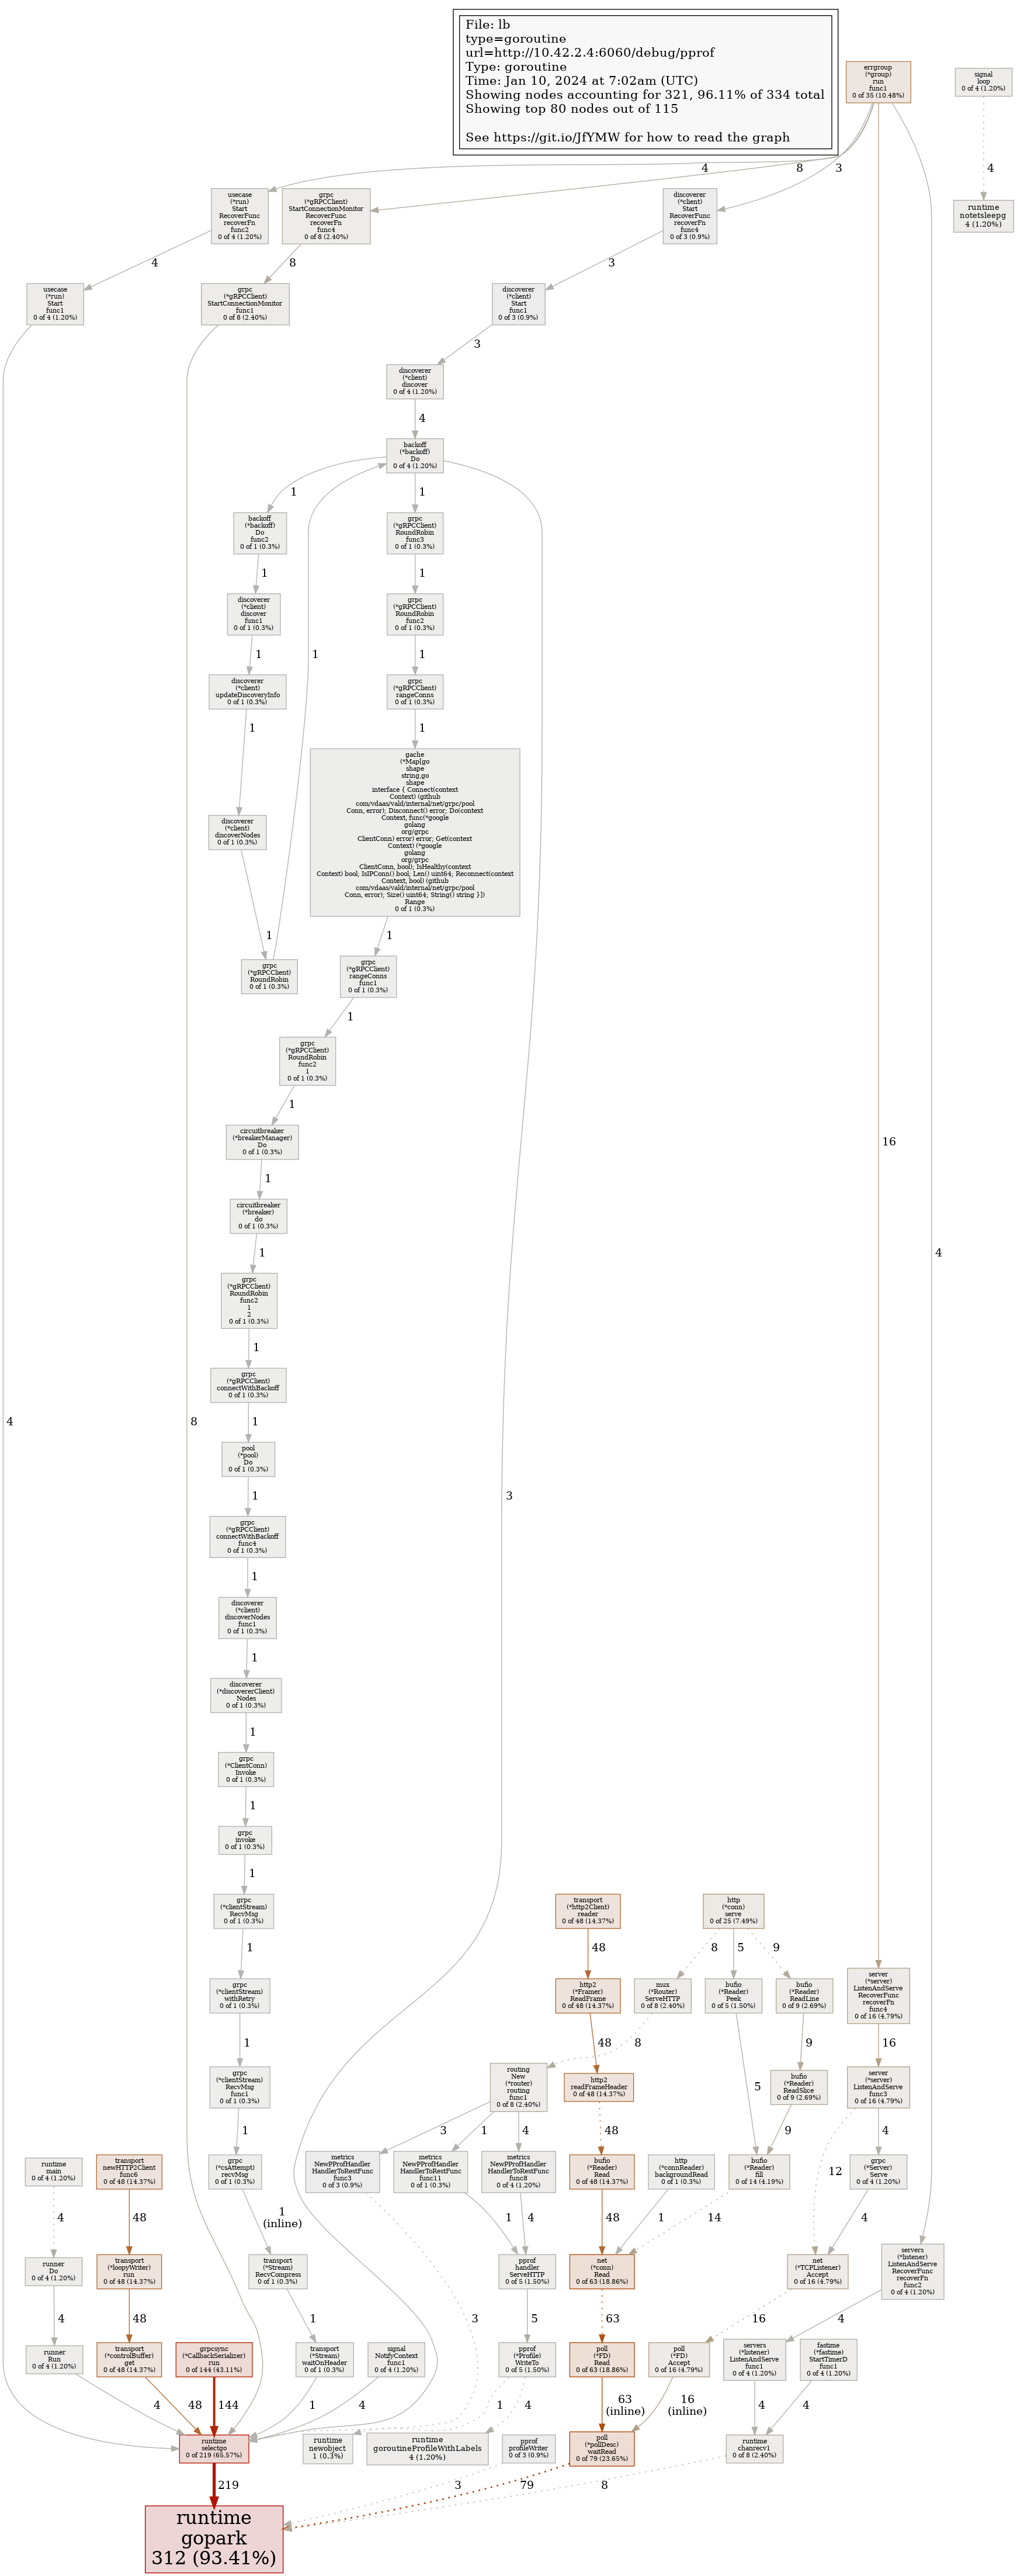 File: lb
type=goroutine
url=http://10.42.2.4:6060/debug/pprof
Type: goroutine
Time: Jan 10, 2024 at 7:02am (UTC)
Showing nodes accounting for 321, 96.11% of 334 total
Showing top 80 nodes out of 115
See https://git.io/JfYMW for how to read the graph
errgroup
(*group)
run
func1
0 of 35 (10.48%)
signal
loop
0 of 4 (1.20%)
4
8
3
4
usecase
(*run)
Start
RecoverFunc
recoverFn
func2
0 of 4 (1.20%)
grpc
(*gRPCClient)
StartConnectionMonitor
RecoverFunc
recoverFn
func4
0 of 8 (2.40%)
discoverer
(*client)
Start
RecoverFunc
recoverFn
func4
0 of 3 (0.9%)
runtime
notetsleepg
4 (1.20%)
4
8
3
usecase
(*run)
Start
func1
0 of 4 (1.20%)
grpc
(*gRPCClient)
StartConnectionMonitor
func1
0 of 8 (2.40%)
discoverer
(*client)
Start
func1
0 of 3 (0.9%)
3
discoverer
(*client)
discover
0 of 4 (1.20%)
4
backoff
(*backoff)
Do
0 of 4 (1.20%)
1
1
backoff
(*backoff)
Do
func2
0 of 1 (0.3%)
grpc
(*gRPCClient)
RoundRobin
func3
0 of 1 (0.3%)
1
1
discoverer
(*client)
discover
func1
0 of 1 (0.3%)
grpc
(*gRPCClient)
RoundRobin
func2
0 of 1 (0.3%)
1
1
1
discoverer
(*client)
updateDiscoveryInfo
0 of 1 (0.3%)
grpc
(*gRPCClient)
rangeConns
0 of 1 (0.3%)
1
1
gache
(*Map[go
shape
string,go
shape
interface { Connect(context
Context) (github
com/vdaas/vald/internal/net/grpc/pool
Conn, error); Disconnect() error; Do(context
Context, func(*google
golang
org/grpc
ClientConn) error) error; Get(context
Context) (*google
golang
org/grpc
ClientConn, bool); IsHealthy(context
Context) bool; IsIPConn() bool; Len() uint64; Reconnect(context
Context, bool) (github
com/vdaas/vald/internal/net/grpc/pool
Conn, error); Size() uint64; String() string }])
Range
0 of 1 (0.3%)
discoverer
(*client)
discoverNodes
0 of 1 (0.3%)
1
1
grpc
(*gRPCClient)
RoundRobin
0 of 1 (0.3%)
grpc
(*gRPCClient)
rangeConns
func1
0 of 1 (0.3%)
1
grpc
(*gRPCClient)
RoundRobin
func2
1
0 of 1 (0.3%)
1
circuitbreaker
(*breakerManager)
Do
0 of 1 (0.3%)
16
1
circuitbreaker
(*breaker)
do
0 of 1 (0.3%)
1
4
grpc
(*gRPCClient)
RoundRobin
func2
1
2
0 of 1 (0.3%)
1
grpc
(*gRPCClient)
connectWithBackoff
0 of 1 (0.3%)
4
8
1
pool
(*pool)
Do
0 of 1 (0.3%)
1
3
grpc
(*gRPCClient)
connectWithBackoff
func4
0 of 1 (0.3%)
1
discoverer
(*client)
discoverNodes
func1
0 of 1 (0.3%)
1
discoverer
(*discovererClient)
Nodes
0 of 1 (0.3%)
1
grpc
(*ClientConn)
Invoke
0 of 1 (0.3%)
1
grpc
invoke
0 of 1 (0.3%)
1
grpc
(*clientStream)
RecvMsg
0 of 1 (0.3%)
transport
(*http2Client)
reader
0 of 48 (14.37%)
http
(*conn)
serve
0 of 25 (7.49%)
1
48
8
5
9
grpc
(*clientStream)
withRetry
0 of 1 (0.3%)
http2
(*Framer)
ReadFrame
0 of 48 (14.37%)
mux
(*Router)
ServeHTTP
0 of 8 (2.40%)
bufio
(*Reader)
Peek
0 of 5 (1.50%)
bufio
(*Reader)
ReadLine
0 of 9 (2.69%)
server
(*server)
ListenAndServe
RecoverFunc
recoverFn
func4
0 of 16 (4.79%)
1
48
8
9
16
grpc
(*clientStream)
RecvMsg
func1
0 of 1 (0.3%)
routing
New
(*router)
routing
func1
0 of 8 (2.40%)
http2
readFrameHeader
0 of 48 (14.37%)
5
bufio
(*Reader)
ReadSlice
0 of 9 (2.69%)
server
(*server)
ListenAndServe
func3
0 of 16 (4.79%)
1
3
1
4
48
9
12
4
runtime
main
0 of 4 (1.20%)
transport
newHTTP2Client
func6
0 of 48 (14.37%)
grpc
(*csAttempt)
recvMsg
0 of 1 (0.3%)
metrics
NewPProfHandler
HandlerToRestFunc
func3
0 of 3 (0.9%)
metrics
NewPProfHandler
HandlerToRestFunc
func11
0 of 1 (0.3%)
metrics
NewPProfHandler
HandlerToRestFunc
func8
0 of 4 (1.20%)
bufio
(*Reader)
Read
0 of 48 (14.37%)
http
(*connReader)
backgroundRead
0 of 1 (0.3%)
bufio
(*Reader)
fill
0 of 14 (4.19%)
grpc
(*Server)
Serve
0 of 4 (1.20%)
4
48
1
(inline)
1
4
48
1
14
4
runner
Do
0 of 4 (1.20%)
transport
(*loopyWriter)
run
0 of 48 (14.37%)
transport
(*Stream)
RecvCompress
0 of 1 (0.3%)
pprof
handler
ServeHTTP
0 of 5 (1.50%)
net
(*conn)
Read
0 of 63 (18.86%)
net
(*TCPListener)
Accept
0 of 16 (4.79%)
servers
(*listener)
ListenAndServe
RecoverFunc
recoverFn
func2
0 of 4 (1.20%)
4
48
1
3
5
63
16
4
runner
Run
0 of 4 (1.20%)
transport
(*controlBuffer)
get
0 of 48 (14.37%)
grpcsync
(*CallbackSerializer)
run
0 of 144 (43.11%)
transport
(*Stream)
waitOnHeader
0 of 1 (0.3%)
signal
NotifyContext
func1
0 of 4 (1.20%)
pprof
(*Profile)
WriteTo
0 of 5 (1.50%)
poll
(*FD)
Read
0 of 63 (18.86%)
poll
(*FD)
Accept
0 of 16 (4.79%)
servers
(*listener)
ListenAndServe
func1
0 of 4 (1.20%)
fastime
(*fastime)
StartTimerD
func1
0 of 4 (1.20%)
4
48
144
1
4
1
4
63
(inline)
16
(inline)
4
4
runtime
selectgo
0 of 219 (65.57%)
runtime
newobject
1 (0.3%)
runtime
goroutineProfileWithLabels
4 (1.20%)
pprof
profileWriter
0 of 3 (0.9%)
poll
(*pollDesc)
waitRead
0 of 79 (23.65%)
runtime
chanrecv1
0 of 8 (2.40%)
219
3
79
8
runtime
gopark
312 (93.41%)